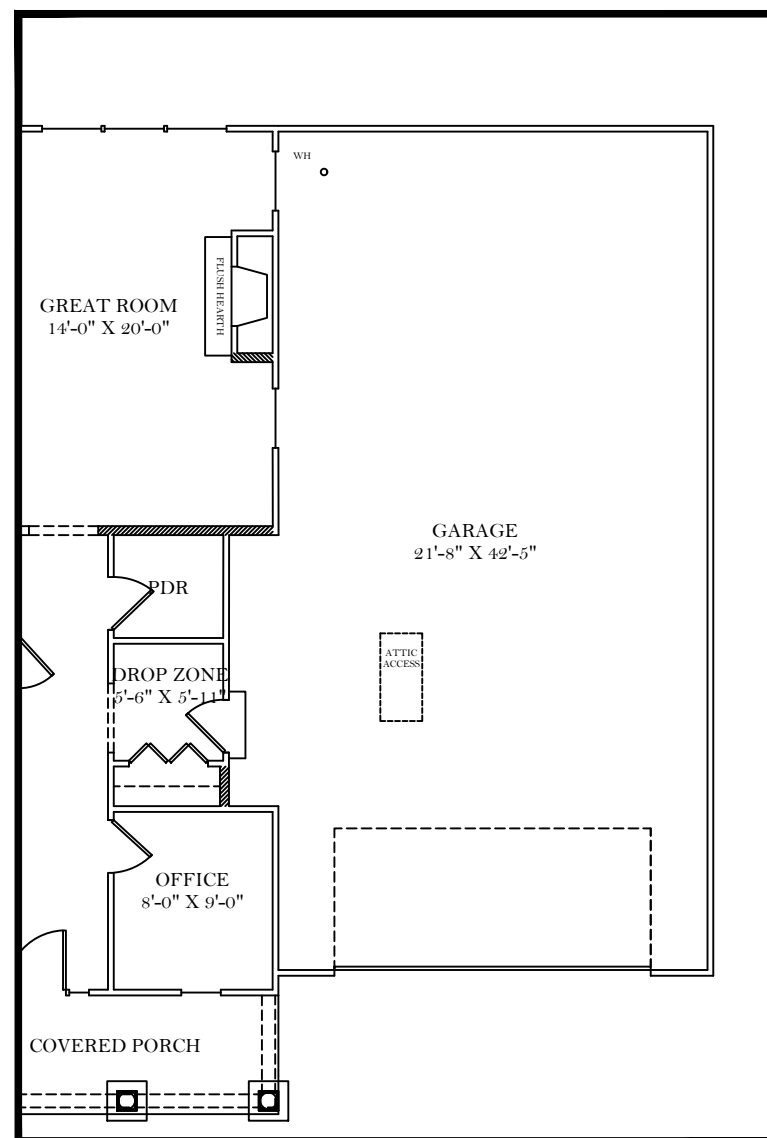 WH
FLUSH HEARTH
GREAT ROOM
14'-0" X 20'-0"
GARAGE
21'-8" X 42'-5"
PDR
ATTIC
ACCESS
DROP ZONE
5'-6" X 5'-11"
OFFICE
8'-0" X 9'-0"
COVERED PORCH